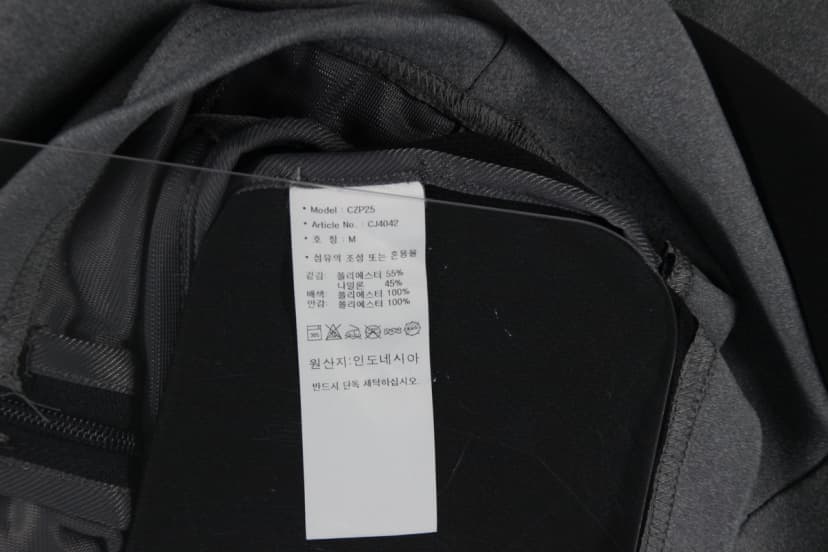 • Model : CZP25
• Article No. : CJ4042
• 호 칭 : M
• 섬유의 조성 또는 혼용율
겉감: 폴리에스터 55%
나일론 45%
배색: 폴리에스터 100%
안감: 폴리에스터 100%
원산지:인도네시아
반드시 단독 세탁하십시오.